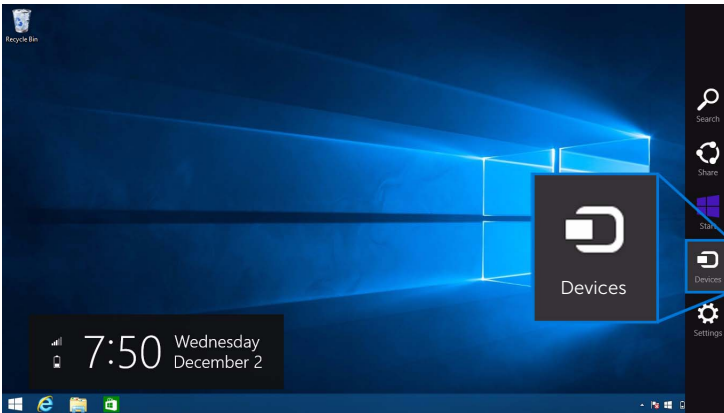 Recycle Bin
Search
Share
Start
Devices
Devices
Settings
7:50
Wednesday
December 2